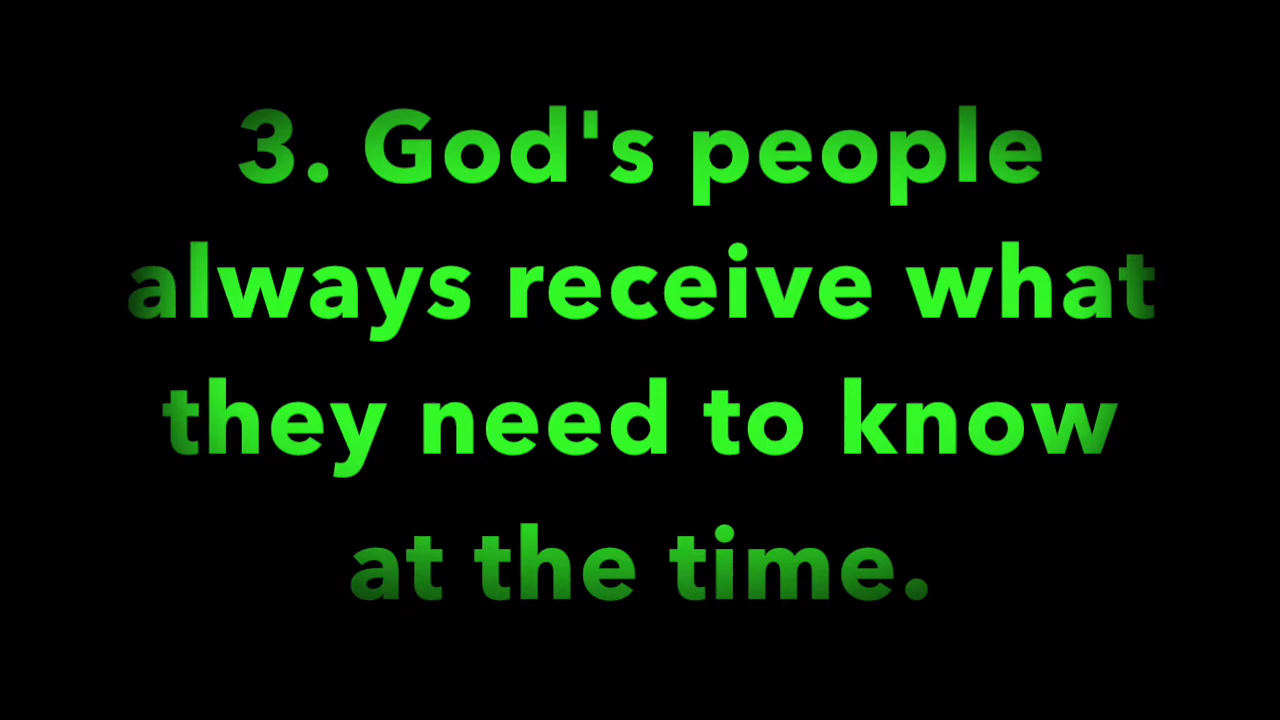 3. God's people
always receive what
they need to know
at the time.